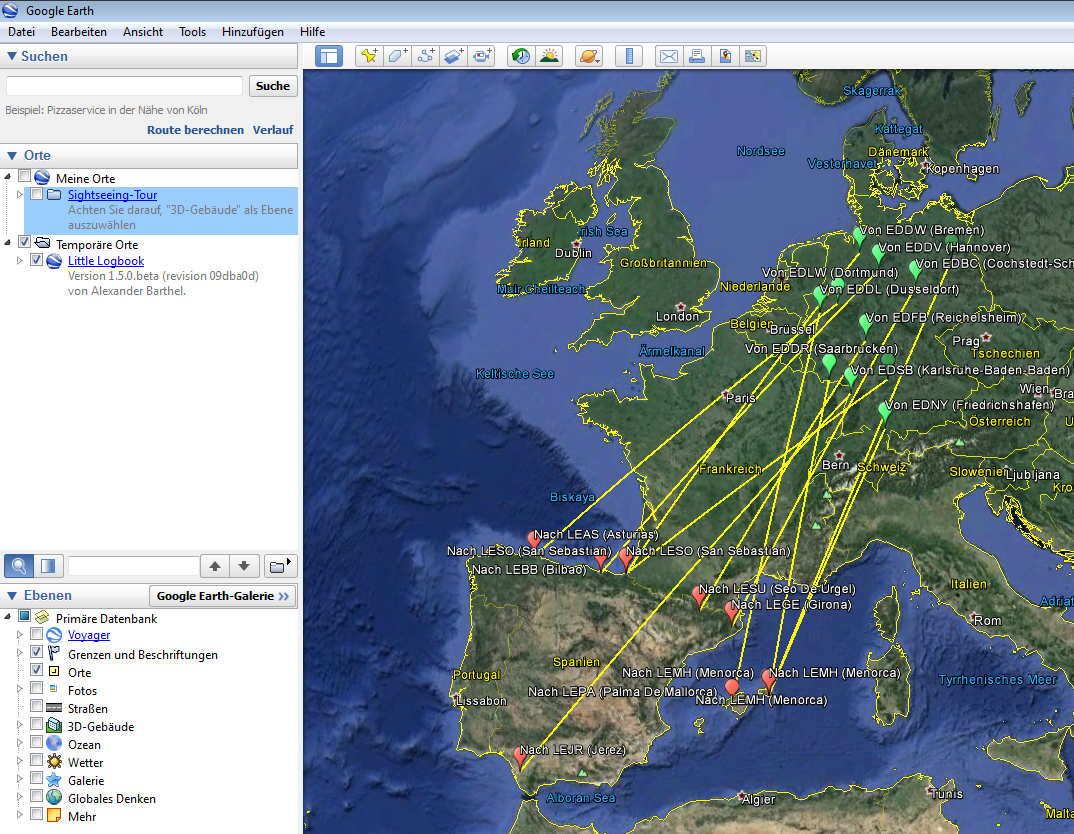 Google Earth
Datei Bearbeiten Ansicht Tools Hinzufügen Hilfe
Suchen
Suche
Beispiel: Pizzaservice in der Nähe von Köln
Route berechnen Verlauf
Orte
Meine Orte
Sightseeing-Tour
Achten Sie darauf, "3D-Gebäude" als Ebene
auszuwählen
Temporäre Orte
Little Logbook
Version 1.5.0.beta (revision 09dba0d)
von Alexander Barthel.
Ebenen
Google Earth-Galerie >>
Primäre Datenbank
Voyager
Grenzen und Beschriftungen
Orte
Fotos
Straßen
3D-Gebäude
Ozean
Wetter
Galerie
Globales Denken
Mehr
Skagerrak
Kattegat
Nordsee
Dänemark
Vesterhavet
Kopenhagen
Irish Sea
Irland
Dublin
Großbritannien
Von EDDW (Bremen)
Von EDDV (Hannover)
Von EDBC (Cochstedt-Sch
Von EDLW (Dortmund)
Niederlande
Von EDDL (Dusseldorf)
Muir Cheilteach
London
Belgien
Brüssel
Von EDFB (Reichelsheim)?
Prag
Ärmelkanal
Von EDDR (Saarbrucken)
Tschechien
Keltische See
Von EDSB (Karlsruhe-Baden-Baden)
Wien
Bra
Paris
Von EDNY (Friedrichshafen)
Österreich
U
Frankreich
Bern
Schweiz
Slowenien
Ljubljana
Kro
Biskaya
Nach LEAS (Asturias)
Nach LESO (San Sebastian)
Nach LESO (San Sebastian)
Nach LEBB (Bilbao)
Nach LESU (Seo De Urgel)
Nach LEGE (Girona)
Italien
Adriat
Rom
Spanien
Portugal
Nach LEMH (Menorca)
Nach LEMH (Menorca)
Tyrrhenisches Meer
Nach LEPA (Palma De Mallorca)
Nach LEMH (Menorca)
Lissabon
Nach LEJR (Jerez)
Alboran Sea
Algier
Tunis
Malta